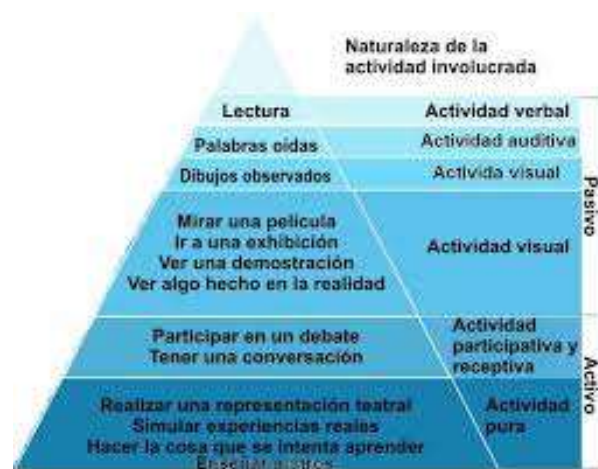 Naturaleza de la
actividad involucrada
Lectura
Actividad verbal
Palabras oidas
Actividad auditiva
Dibujos observados
Activida visual
Pasivo
Mirar una pelicula
Ir a una exhibición
Ver una demostración
Ver algo hecho en la realidad
Actividad visual
Participar en un debate
Tener una conversación
Actividad
participativa y
receptiva
Activo
Realizar una representación teatral
Simular experiencias reales
Hacer la cosa que se intenta aprender
Actividad
pura